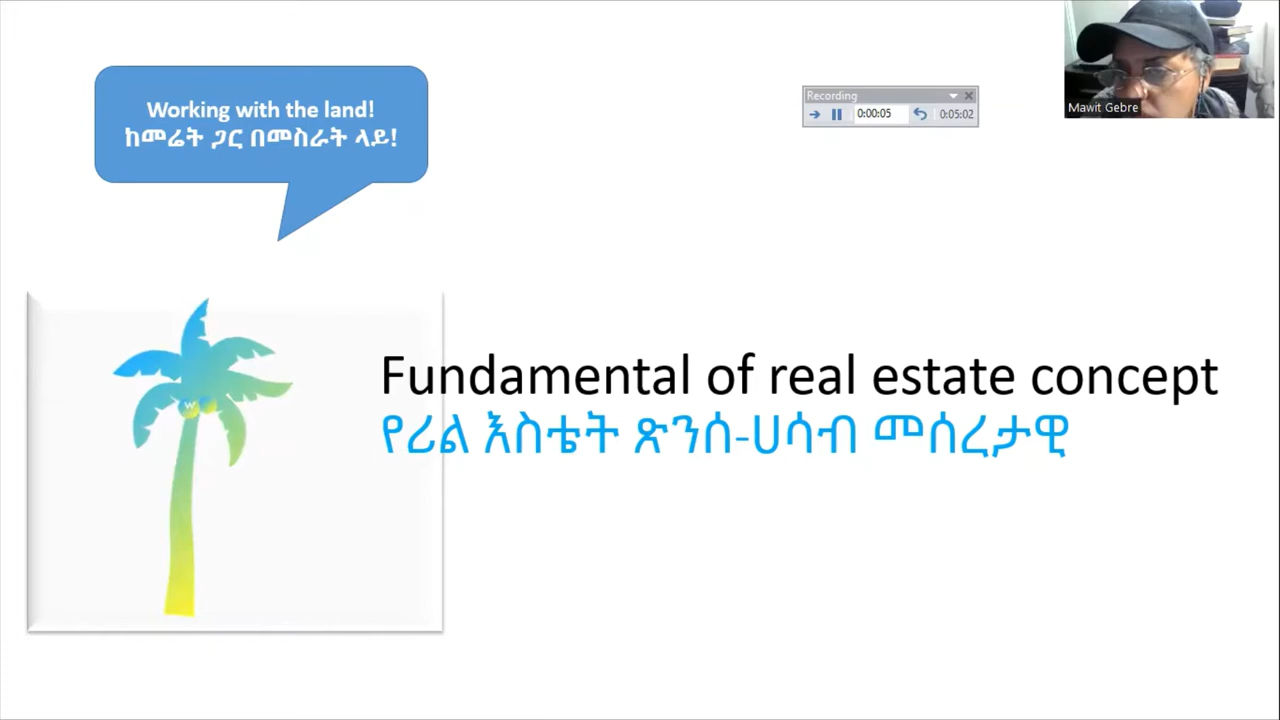 Working with the land!
ከመሬት ጋር በመስራት ላይ!
Recording
0:00:05
0:05:02
Mawit Gebre
W
Fundamental of real estate concept
የሪል እስቴት ጽንሰ-ሀሳብ መሰረታዊ